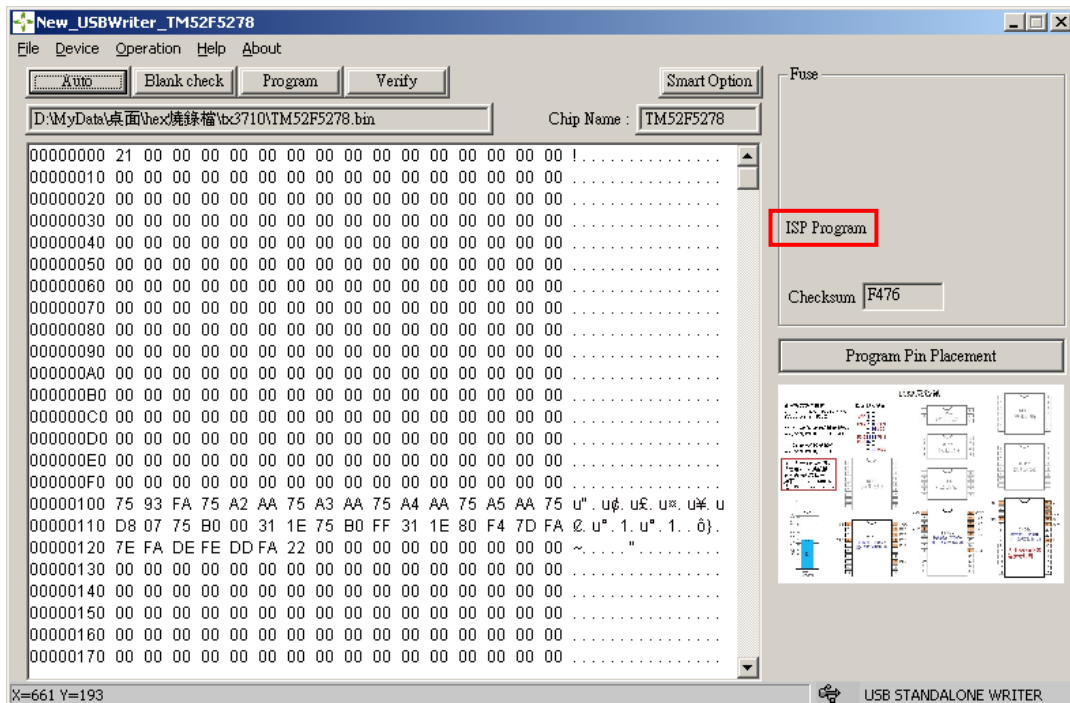 New_USBWriter_TM52F5278
File Device Operation Help About
Auto Blank check Program Verify Smart Option
D:\MyData\桌面\hex燒錄檔\tx3710\TM52F5278.bin Chip Name : TM52F5278
00000000 21 00 00 00 00 00 00 00 00 00 00 00 00 00 00 00 !...............
00000010 00 00 00 00 00 00 00 00 00 00 00 00 00 00 00 00 ................
00000020 00 00 00 00 00 00 00 00 00 00 00 00 00 00 00 00 ................
00000030 00 00 00 00 00 00 00 00 00 00 00 00 00 00 00 00 ................
00000040 00 00 00 00 00 00 00 00 00 00 00 00 00 00 00 00 ................
00000050 00 00 00 00 00 00 00 00 00 00 00 00 00 00 00 00 ................
00000060 00 00 00 00 00 00 00 00 00 00 00 00 00 00 00 00 ................
00000070 00 00 00 00 00 00 00 00 00 00 00 00 00 00 00 00 ................
00000080 00 00 00 00 00 00 00 00 00 00 00 00 00 00 00 00 ................
00000090 00 00 00 00 00 00 00 00 00 00 00 00 00 00 00 00 ................
000000A0 00 00 00 00 00 00 00 00 00 00 00 00 00 00 00 00 ................
000000B0 00 00 00 00 00 00 00 00 00 00 00 00 00 00 00 00 ................
000000C0 00 00 00 00 00 00 00 00 00 00 00 00 00 00 00 00 ................
000000D0 00 00 00 00 00 00 00 00 00 00 00 00 00 00 00 00 ................
000000E0 00 00 00 00 00 00 00 00 00 00 00 00 00 00 00 00 ................
000000F0 00 00 00 00 00 00 00 00 00 00 00 00 00 00 00 00 ................
00000100 75 93 FA 75 A2 AA 75 A3 AA 75 A4 AA 75 A5 AA 75 u".u¢.u£.u¤.u¥.u
00000110 D8 07 75 B0 00 31 1E 75 B0 FF 31 1E 80 F4 7D FA Ø.u°.1.u°.1..ô}.
00000120 7E FA DE FE DD FA 22 00 00 00 00 00 00 00 00 00 ~.....".........
00000130 00 00 00 00 00 00 00 00 00 00 00 00 00 00 00 00 ................
00000140 00 00 00 00 00 00 00 00 00 00 00 00 00 00 00 00 ................
00000150 00 00 00 00 00 00 00 00 00 00 00 00 00 00 00 00 ................
00000160 00 00 00 00 00 00 00 00 00 00 00 00 00 00 00 00 ................
00000170 00 00 00 00 00 00 00 00 00 00 00 00 00 00 00 00 ................
Fuse
ISP Program
Checksum F476
Program Pin Placement
X=661 Y=193 USB STANDALONE WRITER